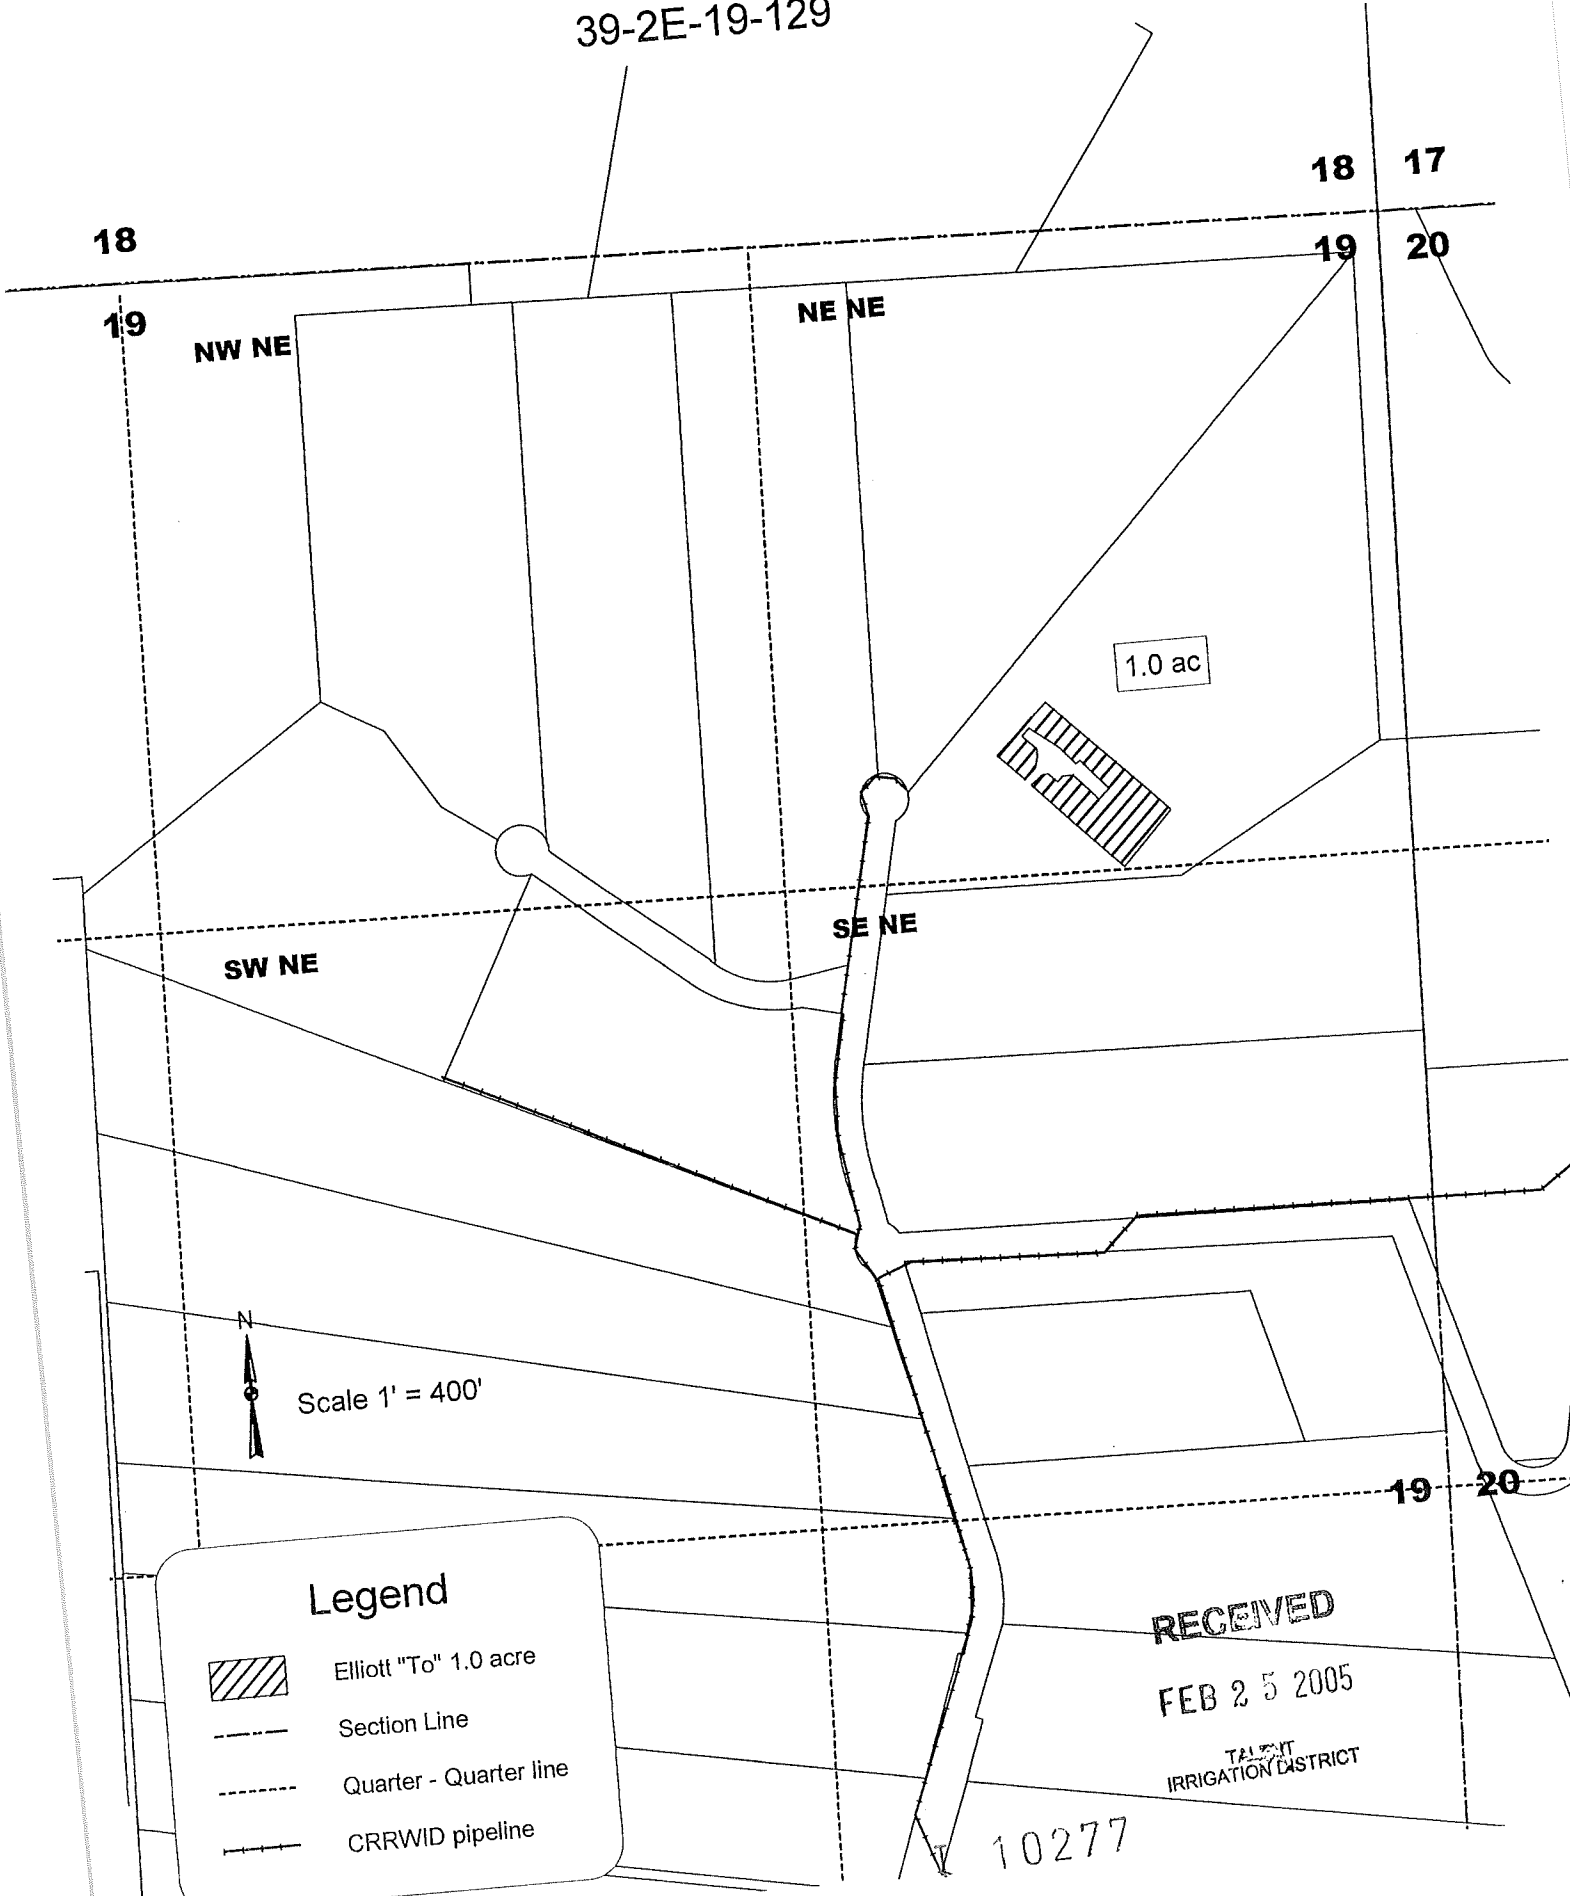 39-2E-19-129
18 17
18
19 20
19
NW NE
NE NE
1.0 ac
SE NE
SW NE
N
Scale 1' = 400'
19 20
Legend
Elliott "To" 1.0 acre
Section Line
Quarter - Quarter line
CRRWID pipeline
RECEIVED
FEB 25 2005
TALENT
IRRIGATION DISTRICT
T 10277